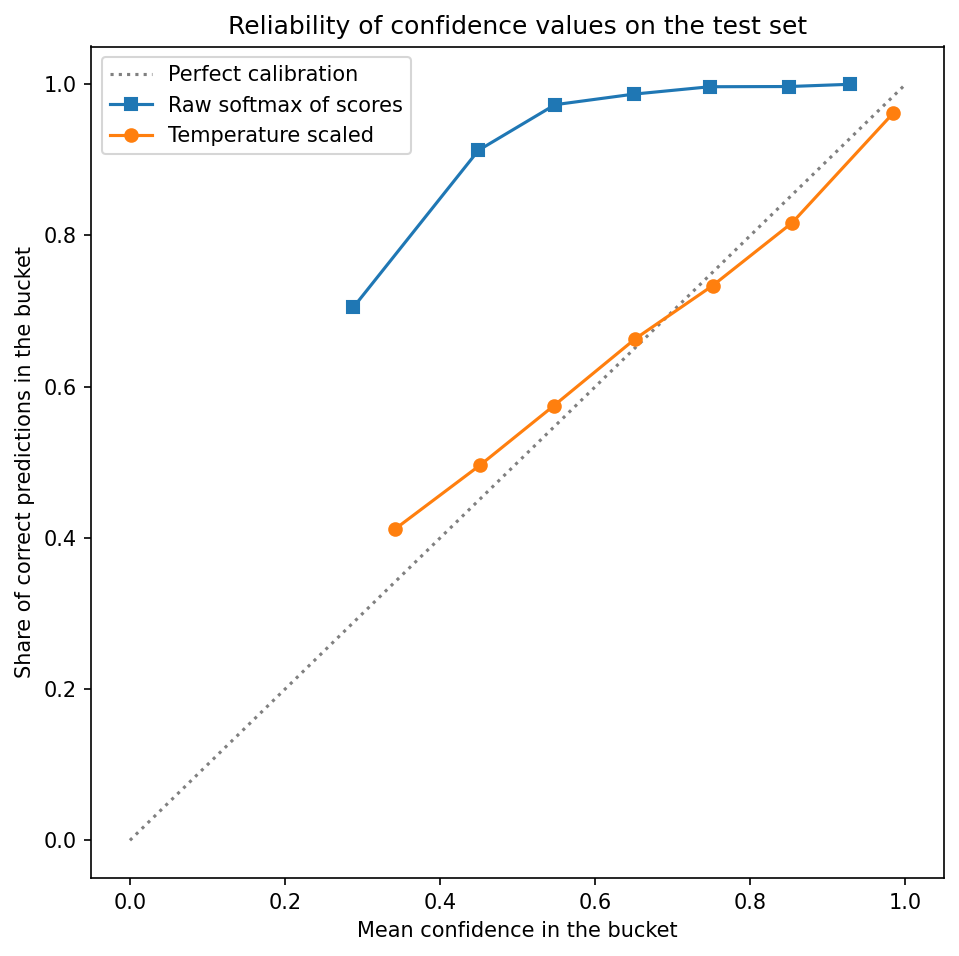 Reliability of confidence values on the test set
Perfect calibration
Raw softmax of scores
Temperature scaled
Share of correct predictions in the bucket
1.0
0.8
0.6
0.4
0.2
0.0
0.0 0.2 0.4 0.6 0.8 1.0
Mean confidence in the bucket